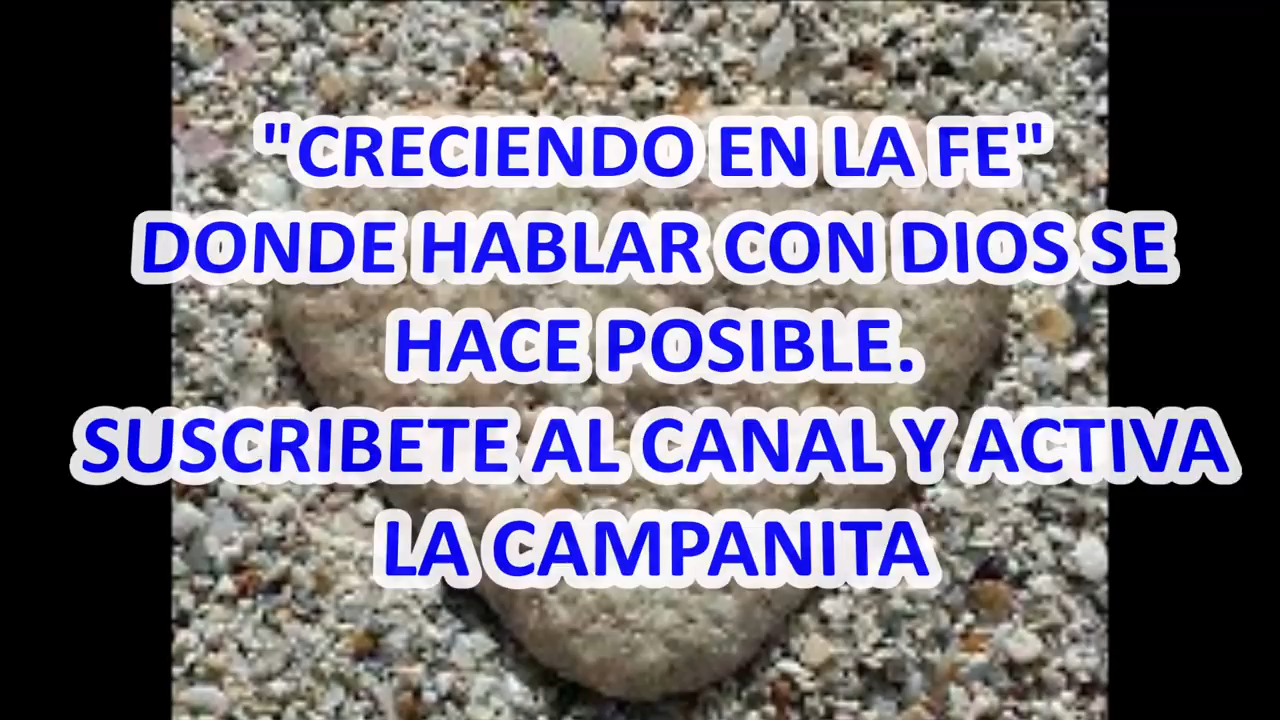 "CRECIENDO EN LA FE"
DONDE HABLAR CON DIOS SE
HACE POSIBLE.
SUSCRIBETE AL CANAL Y ACTIVA
LA CAMPANITA